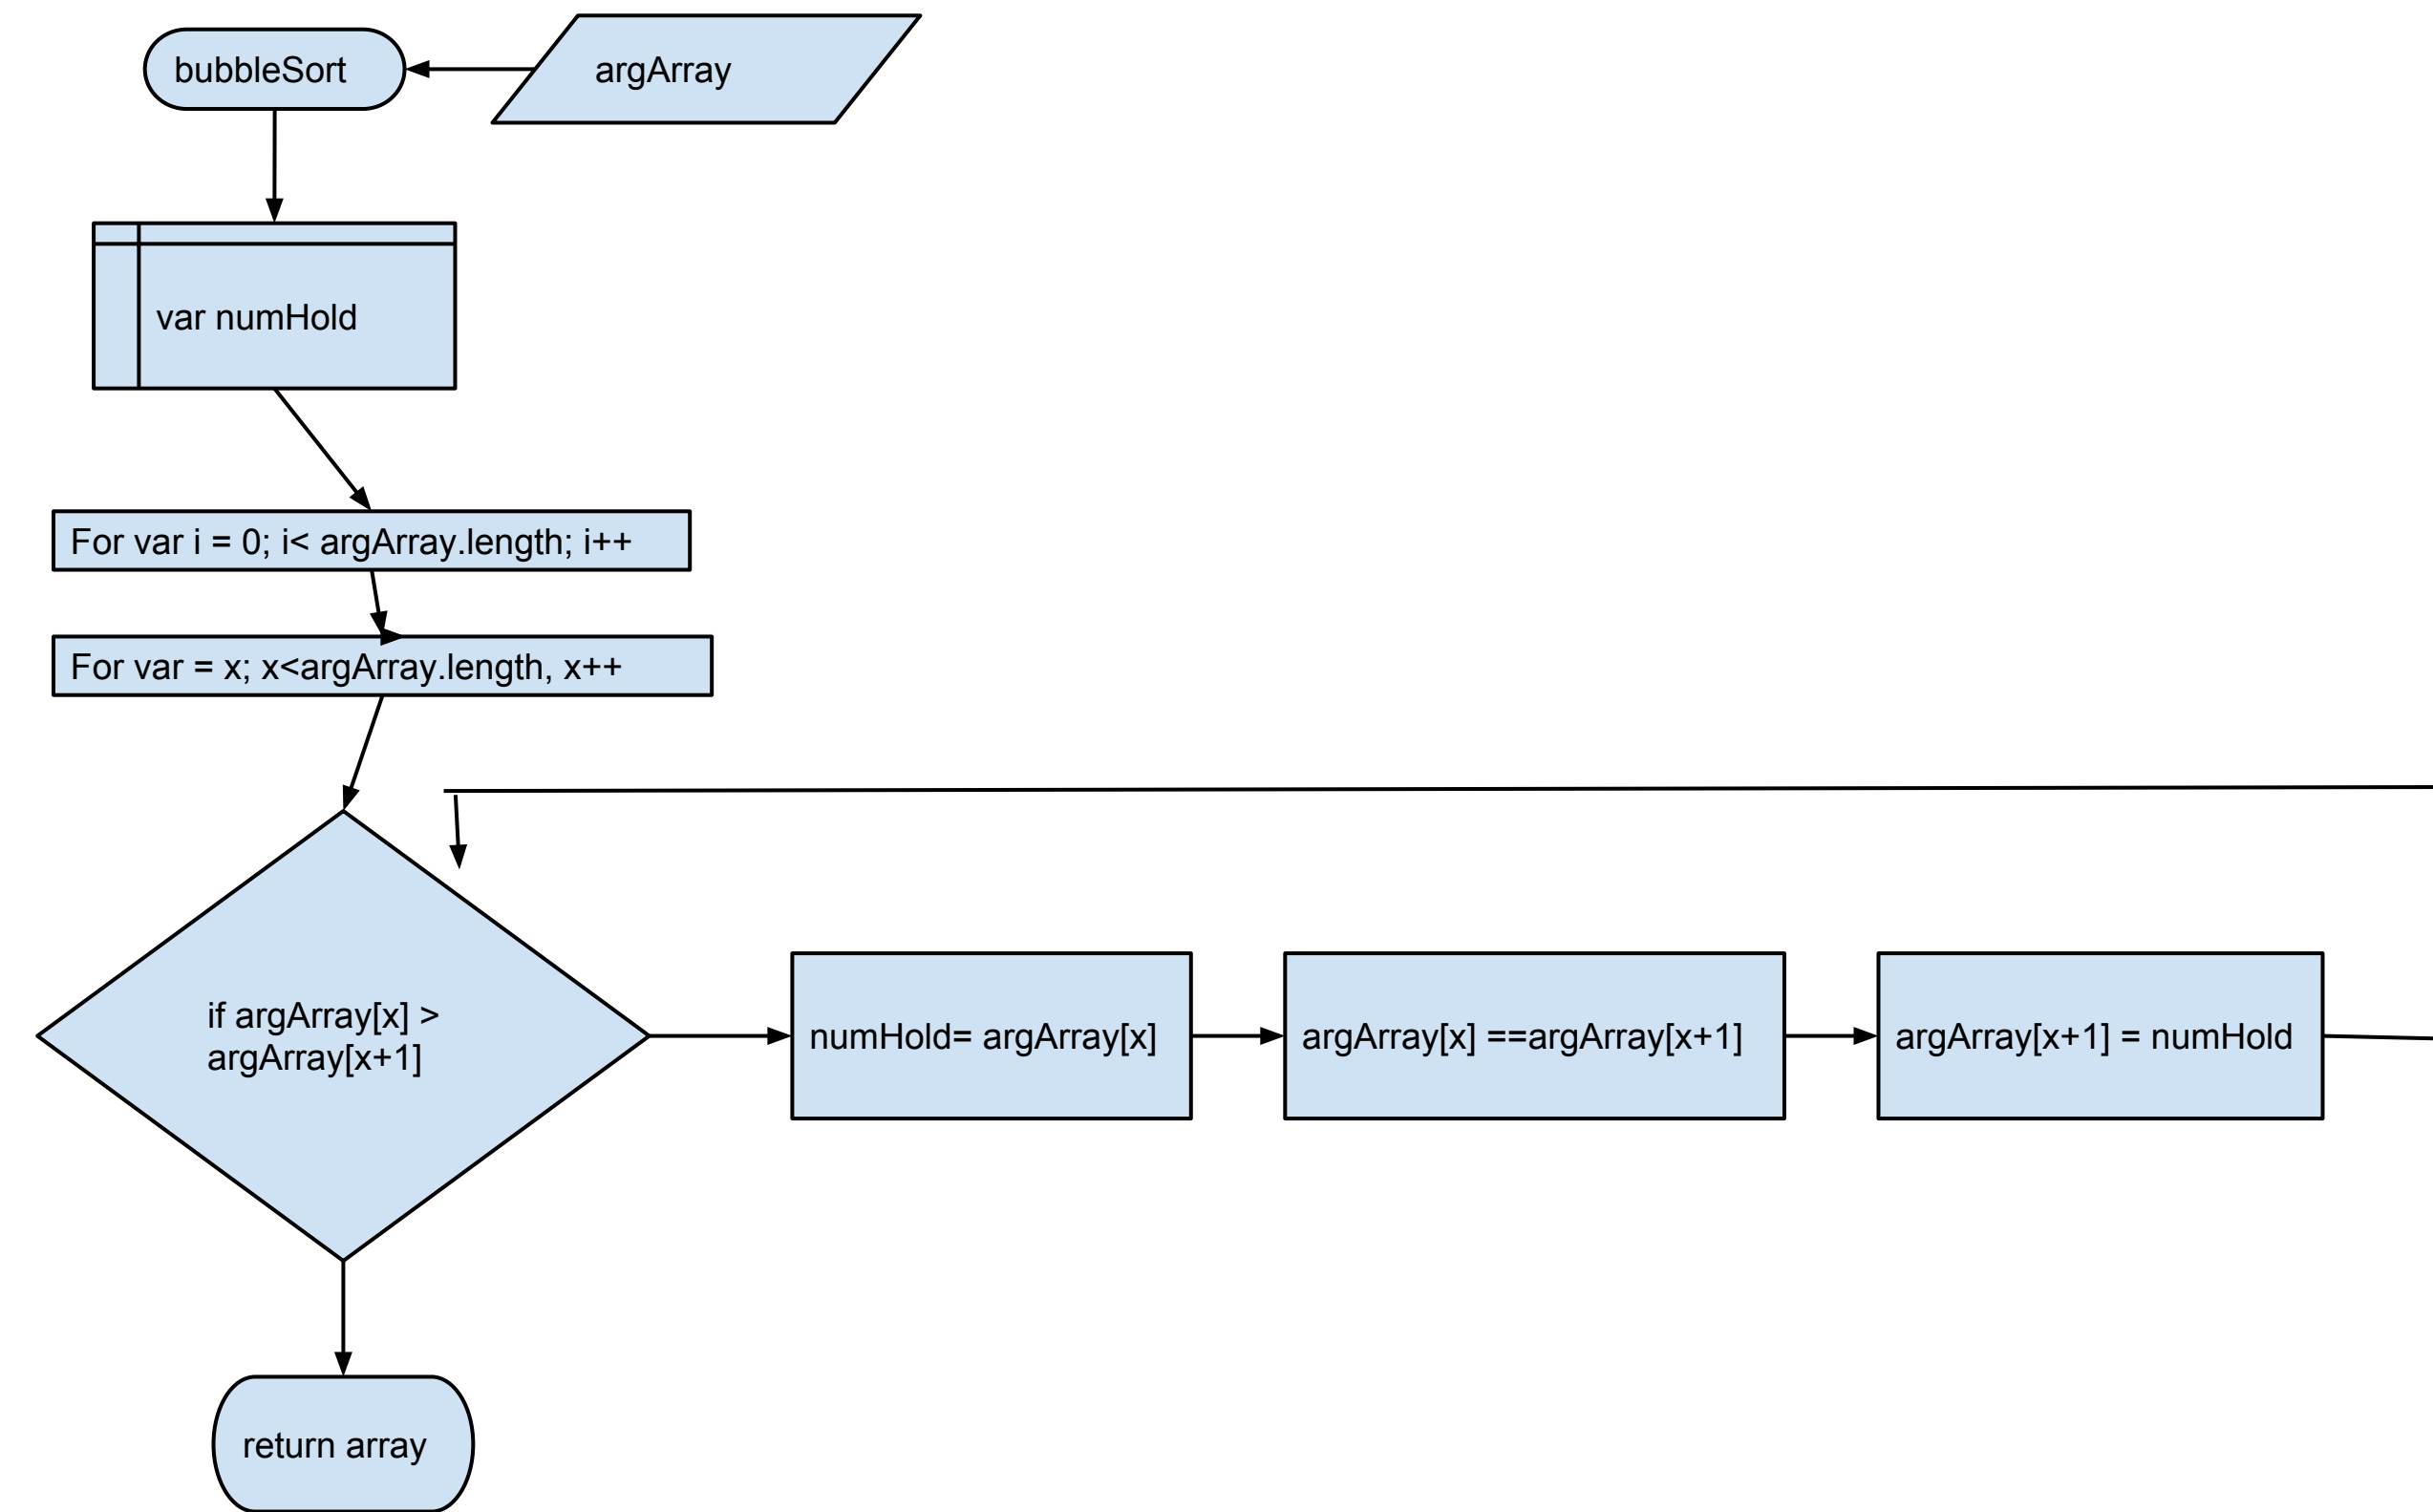 bubbleSort
argArray
var numHold
For var i = 0; i< argArray.length; i++
For var = x; x<argArray.length, x++
if argArray[x] >
argArray[x+1]
numHold= argArray[x]
argArray[x] ==argArray[x+1]
argArray[x+1] = numHold
return array